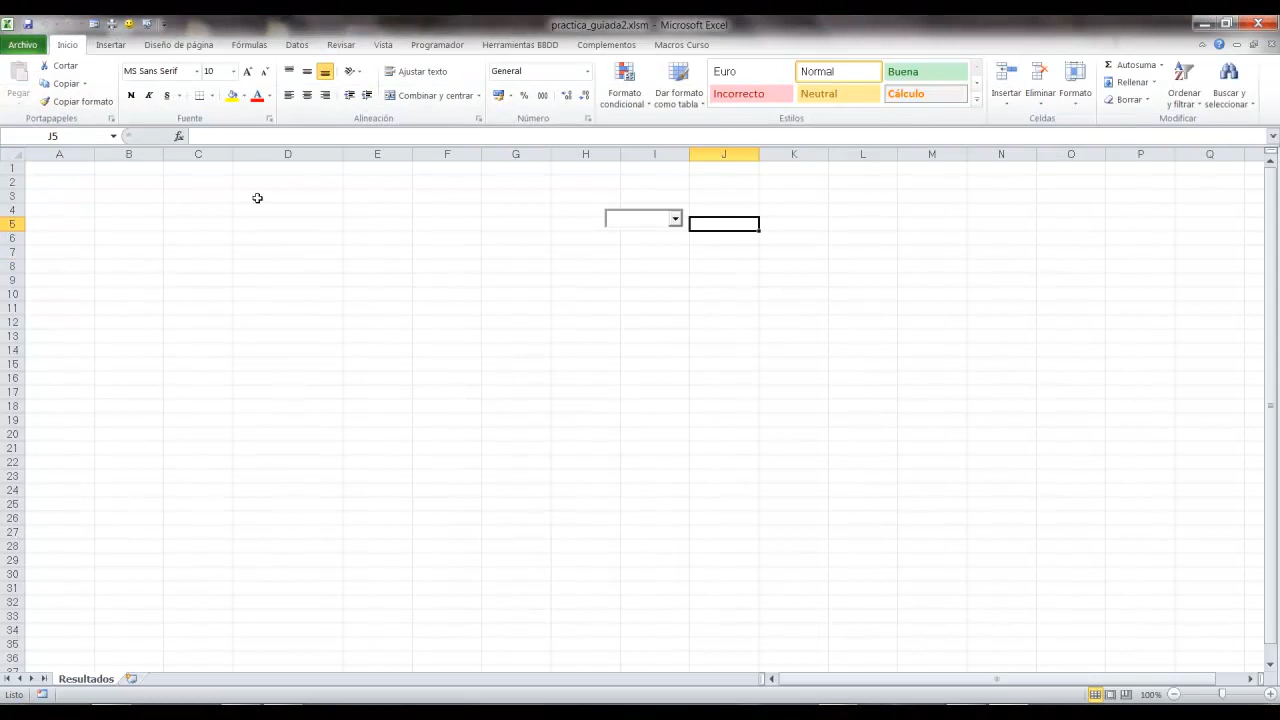 practica_guiada2.xlsm - Microsoft Excel
Archivo Inicio Insertar Diseño de página Fórmulas Datos Revisar Vista Programador Herramientas BBDD Complementos Macros Curso
Pegar
Cortar
Copiar
Copiar formato
Portapapeles
MS Sans Serif 10
N K S
Fuente
Ajustar texto
Combinar y centrar
Alineación
General
% 000
Número
Formato condicional
Dar formato como tabla
Euro Normal Buena
Incorrecto Neutral Cálculo
Estilos
Insertar Eliminar Formato
Celdas
Autosuma
Rellenar
Borrar
Ordenar y filtrar
Buscar y seleccionar
Modificar
J5 fx
A B C D E F G H I J K L M N O P Q
1
2
3
4
5
6
7
8
9
10
11
12
13
14
15
16
17
18
19
20
21
22
23
24
25
26
27
28
29
30
31
32
33
34
35
36
37
Resultados
Listo 100%